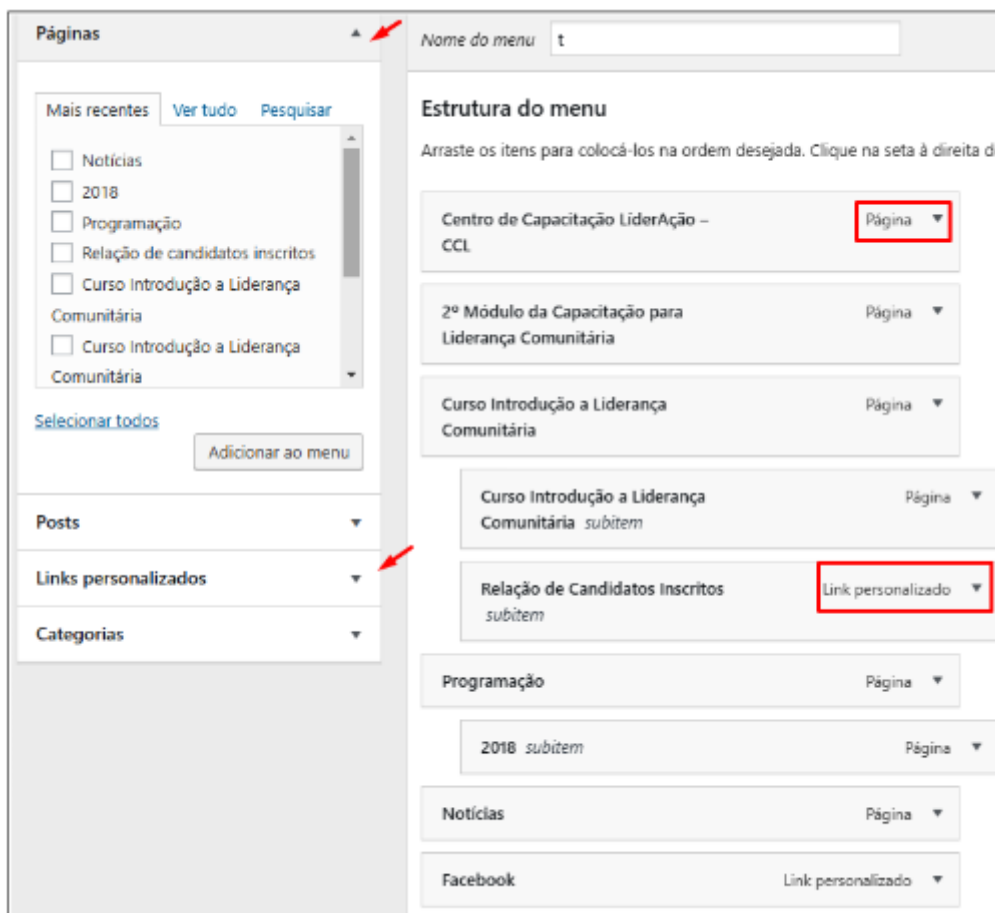 Páginas
Mais recentes
Ver tudo
Pesquisar
Notícias
2018
Programação
Relação de candidatos inscritos
Curso Introdução a Liderança
Comunitária
Curso Introdução a Liderança
Comunitária
Selecionar todos
Adicionar ao menu
Posts
Links personalizados
Categorias
Nome do menu t
Estrutura do menu
Arraste os itens para colocá-los na ordem desejada. Clique na seta à direita d
Centro de Capacitação LíderAção – Página
CCL
2º Módulo da Capacitação para Página
Liderança Comunitária
Curso Introdução a Liderança Página
Comunitária
Curso Introdução a Liderança Página
Comunitária subitem
Relação de Candidatos Inscritos Link personalizado
subitem
Programação Página
2018 subitem Página
Notícias Página
Facebook Link personalizado